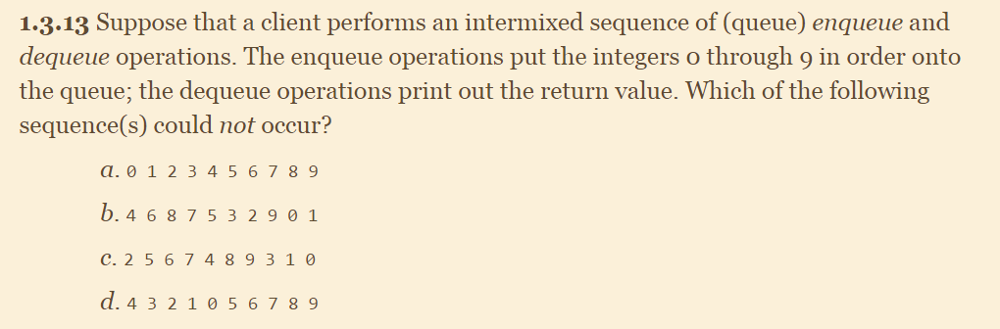 1.3.13 Suppose that a client performs an intermixed sequence of (queue) enqueue and
dequeue operations. The enqueue operations put the integers 0 through 9 in order onto
the queue; the dequeue operations print out the return value. Which of the following
sequence(s) could not occur?
a. 0 1 2 3 4 5 6 7 8 9
b. 4 6 8 7 5 3 2 9 0 1
c. 2 5 6 7 4 8 9 3 1 0
d. 4 3 2 1 0 5 6 7 8 9